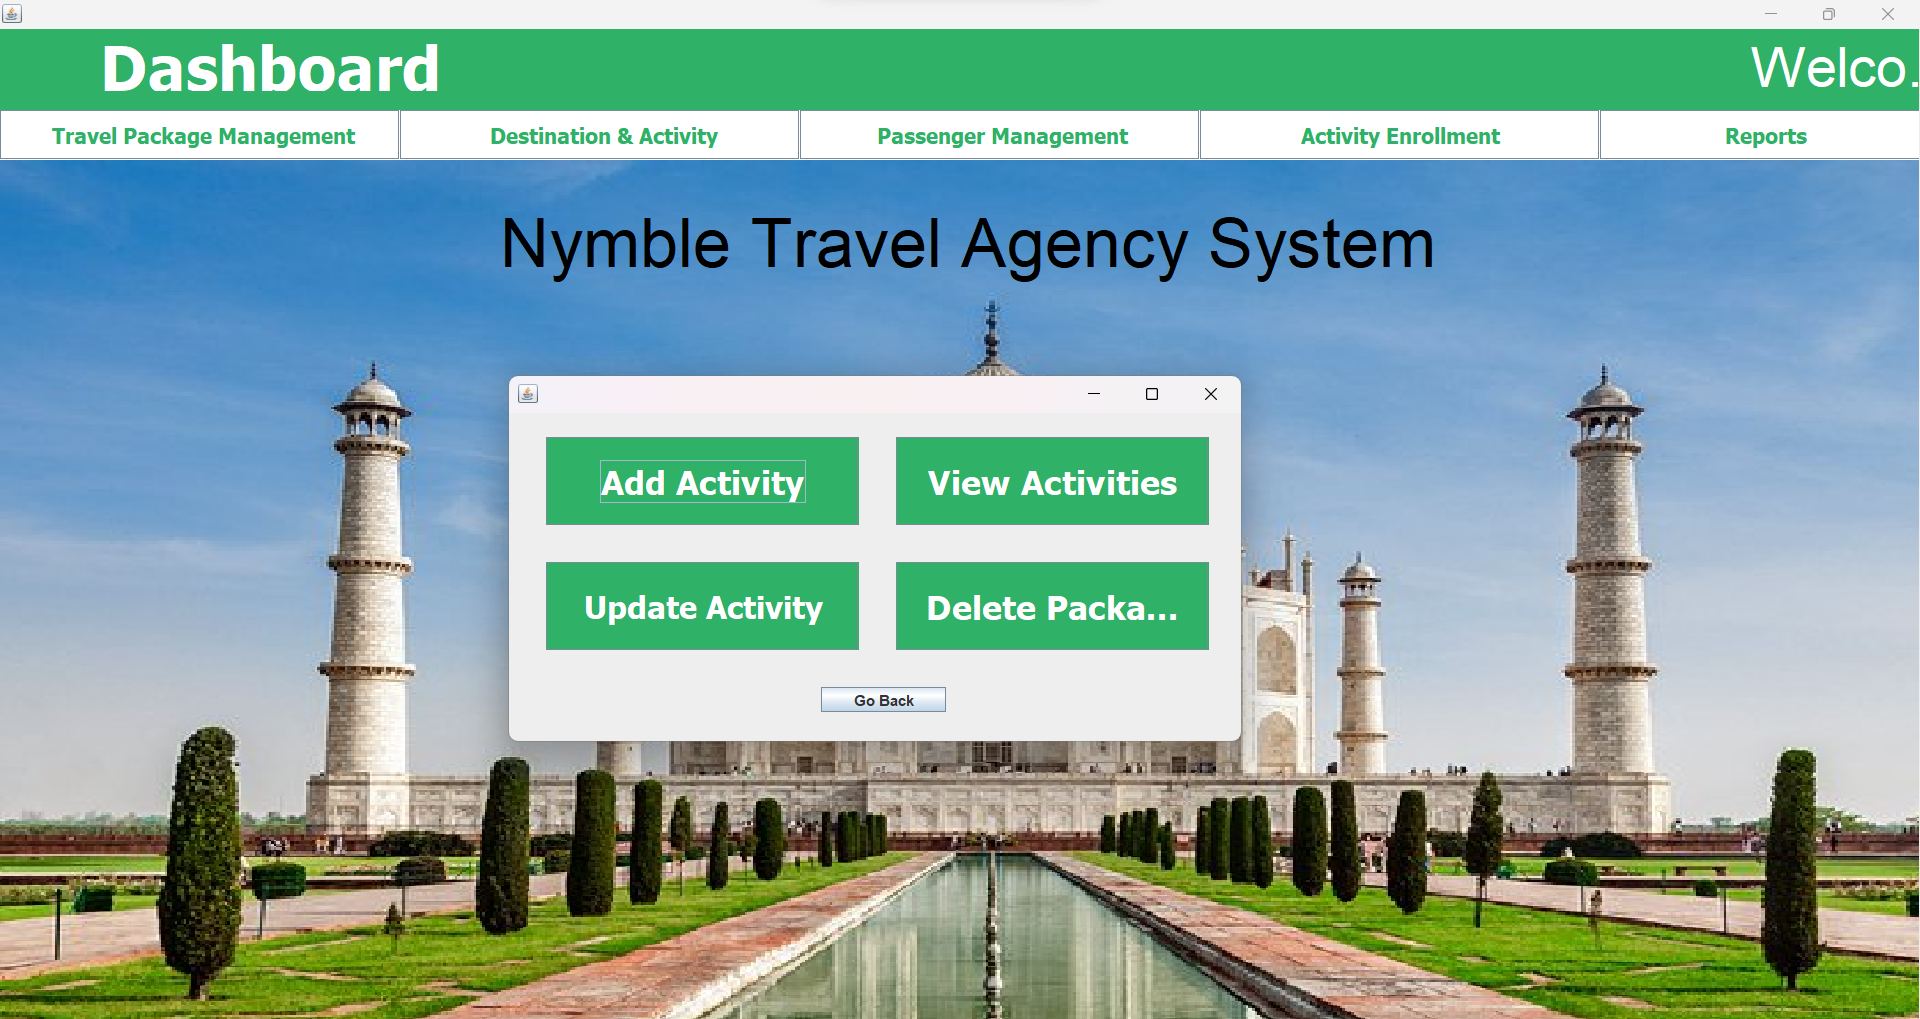 Dashboard
Welco.
Travel Package Management
Destination & Activity
Passenger Management
Activity Enrollment
Reports
Nymble Travel Agency System
Add Activity
View Activities
Update Activity
Delete Packa...
Go Back